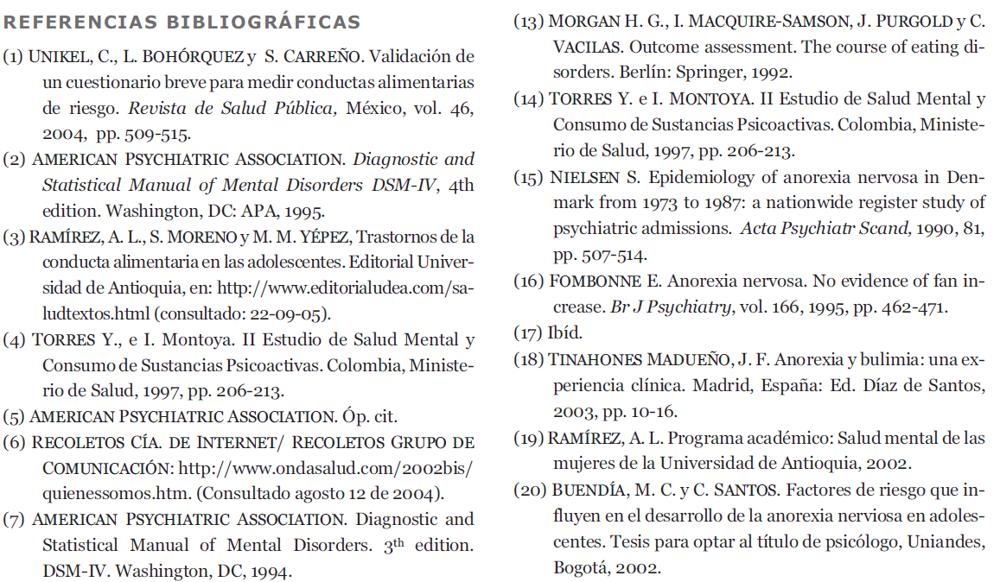 REFERENCIAS BIBLIOGRÁFICAS
(1) UNIKEL, C., L. BOHÓRQUEZ y S. CARREÑO. Validación de
un cuestionario breve para medir conductas alimentarias
de riesgo. Revista de Salud Pública, México, vol. 46,
2004, pp. 509-515.
(2) AMERICAN PSYCHIATRIC ASSOCIATION. Diagnostic and
Statistical Manual of Mental Disorders DSM-IV, 4th
edition. Washington, DC: APA, 1995.
(3) RAMÍREZ, A. L., S. MORENO y M. M. YÉPEZ, Trastornos de la
conducta alimentaria en las adolescentes. Editorial Univer-
sidad de Antioquia, en: http://www.editorialudea.com/sa-
ludtextos.html (consultado: 22-09-05).
(4) TORRES Y., e I. Montoya. II Estudio de Salud Mental y
Consumo de Sustancias Psicoactivas. Colombia, Ministe-
rio de Salud, 1997, pp. 206-213.
(5) AMERICAN PSYCHIATRIC ASSOCIATION. Óp. cit.
(6) RECOLETOS CÍA. DE INTERNET/ RECOLETOS GRUPO DE
COMUNICACIÓN: http://www.ondasalud.com/2002bis/
quienessomos.htm. (Consultado agosto 12 de 2004).
(7) AMERICAN PSYCHIATRIC ASSOCIATION. Diagnostic and
Statistical Manual of Mental Disorders. 3th edition.
DSM-IV. Washington, DC, 1994.
(13) MORGAN H. G., I. MACQUIRE-SAMSON, J. PURGOLD y C.
VACILAS. Outcome assessment. The course of eating di-
sorders. Berlín: Springer, 1992.
(14) TORRES Y. e I. MONTOYA. II Estudio de Salud Mental y
Consumo de Sustancias Psicoactivas. Colombia, Ministe-
rio de Salud, 1997, pp. 206-213.
(15) NIELSEN S. Epidemiology of anorexia nervosa in Den-
mark from 1973 to 1987: a nationwide register study of
psychiatric admissions. Acta Psychiatr Scand, 1990, 81,
pp. 507-514.
(16) FOMBONNE E. Anorexia nervosa. No evidence of fan in-
crease. Br J Psychiatry, vol. 166, 1995, pp. 462-471.
(17) Ibíd.
(18) TINAHONES MADUEÑO, J. F. Anorexia y bulimia: una ex-
periencia clínica. Madrid, España: Ed. Díaz de Santos,
2003, pp. 10-16.
(19) RAMÍREZ, A. L. Programa académico: Salud mental de las
mujeres de la Universidad de Antioquia, 2002.
(20) BUENDÍA, M. C. y C. SANTOS. Factores de riesgo que in-
fluyen en el desarrollo de la anorexia nerviosa en adoles-
centes. Tesis para optar al título de psicólogo, Uniandes,
Bogotá, 2002.